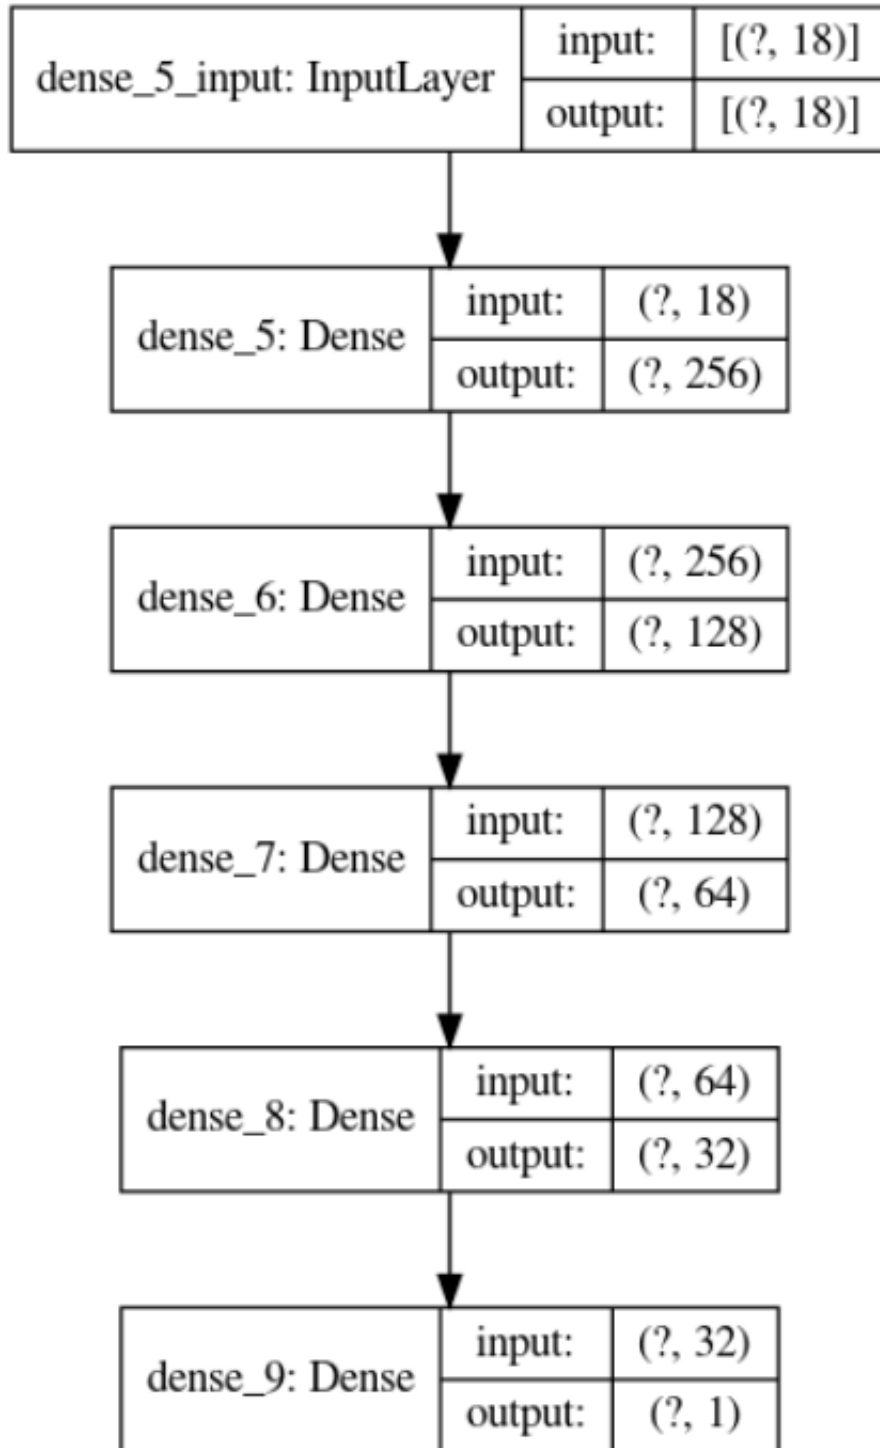 dense_5_input: InputLayer
input: [(?, 18)]
output: [(?, 18)]
dense_5: Dense
input: (?, 18)
output: (?, 256)
dense_6: Dense
input: (?, 256)
output: (?, 128)
dense_7: Dense
input: (?, 128)
output: (?, 64)
dense_8: Dense
input: (?, 64)
output: (?, 32)
dense_9: Dense
input: (?, 32)
output: (?, 1)